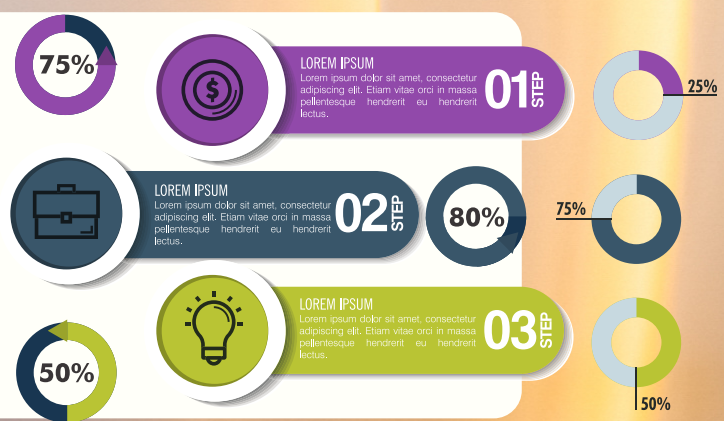 75%
$
LOREM IPSUM
Lorem ipsum dolor sit amet, consectetur
adipiscing elit. Etiam vitae orci in massa
pellentesque hendrerit eu hendrerit
lectus.
01
STEP
25%
LOREM IPSUM
Lorem ipsum dolor sit amet, consectetur
adipiscing elit. Etiam vitae orci in massa
pellentesque hendrerit eu hendrerit
lectus.
02
STEP
80%
75%
LOREM IPSUM
Lorem ipsum dolor sit amet, consectetur
adipiscing elit. Etiam vitae orci in massa
pellentesque hendrerit eu hendrerit
lectus.
03
STEP
50%
50%